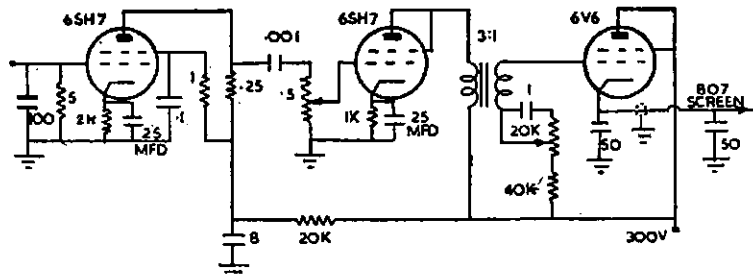 6SH7
6SH7
6V6
.001
3:1
1
.25
.5
5
100
2K
.25
MFD
.1
1K
25
MFD
1
20K
40K
50
807
SCREEN
50
8
20K
300V